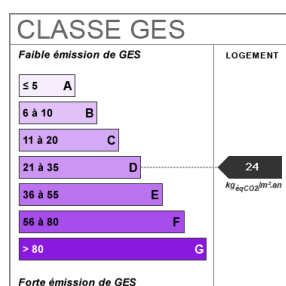 CLASSE GES
Faible émission de GES
LOGEMENT
≤ 5 A
6 à 10 B
11 à 20 C
21 à 35 D
24
kgéqCO2/m².an
36 à 55 E
56 à 80 F
> 80 G
Forte émission de GES